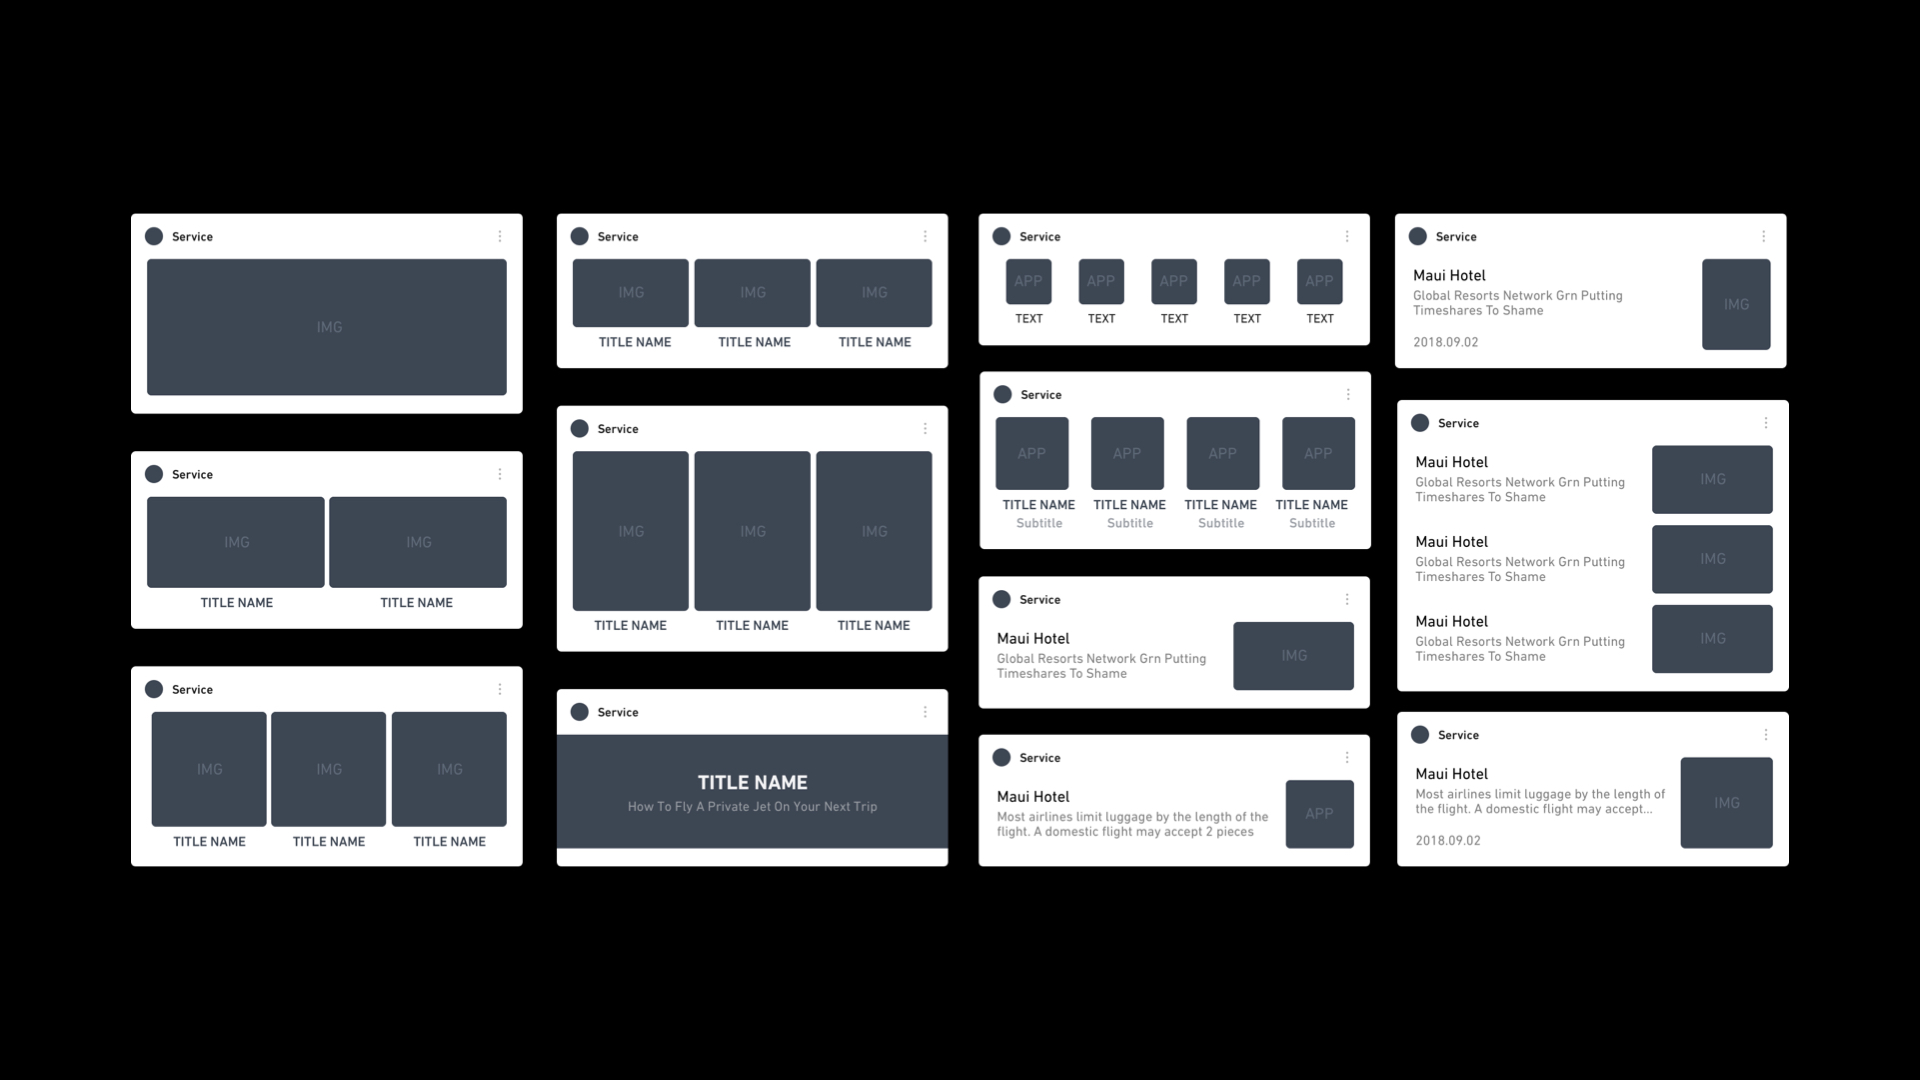 Service
IMG
Service
IMG IMG
TITLE NAME TITLE NAME
Service
IMG IMG IMG
TITLE NAME TITLE NAME TITLE NAME
Service
IMG IMG IMG
TITLE NAME TITLE NAME TITLE NAME
Service
IMG IMG IMG
TITLE NAME TITLE NAME TITLE NAME
Service
TITLE NAME
How To Fly A Private Jet On Your Next Trip
Service
APP APP APP APP APP
TEXT TEXT TEXT TEXT TEXT
Service
APP APP APP APP
TITLE NAME TITLE NAME TITLE NAME TITLE NAME
Subtitle Subtitle Subtitle Subtitle
Service
Maui Hotel
Global Resorts Network Grn Putting
Timeshares To Shame
IMG
Service
Maui Hotel
Most airlines limit luggage by the length of the
flight. A domestic flight may accept 2 pieces
APP
Service
Maui Hotel
Global Resorts Network Grn Putting
Timeshares To Shame
2018.09.02
IMG
Service
Maui Hotel
Global Resorts Network Grn Putting
Timeshares To Shame
IMG
Maui Hotel
Global Resorts Network Grn Putting
Timeshares To Shame
IMG
Maui Hotel
Global Resorts Network Grn Putting
Timeshares To Shame
IMG
Service
Maui Hotel
Most airlines limit luggage by the length of
the flight. A domestic flight may accept...
2018.09.02
IMG